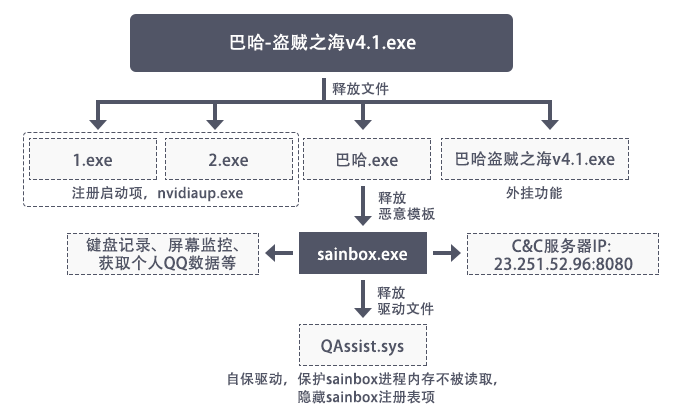 巴哈-盗贼之海v4.1.exe
释放文件
1.exe
2.exe
巴哈.exe
巴哈盗贼之海v4.1.exe
注册启动项，nvidiaup.exe
外挂功能
释放
恶意模板
键盘记录、屏幕监控、
获取个人QQ数据等
sainbox.exe
C&C服务器IP:
23.251.52.96:8080
释放
驱动文件
QAssist.sys
自保驱动，保护sainbox进程内存不被读取，
隐藏sainbox注册表项